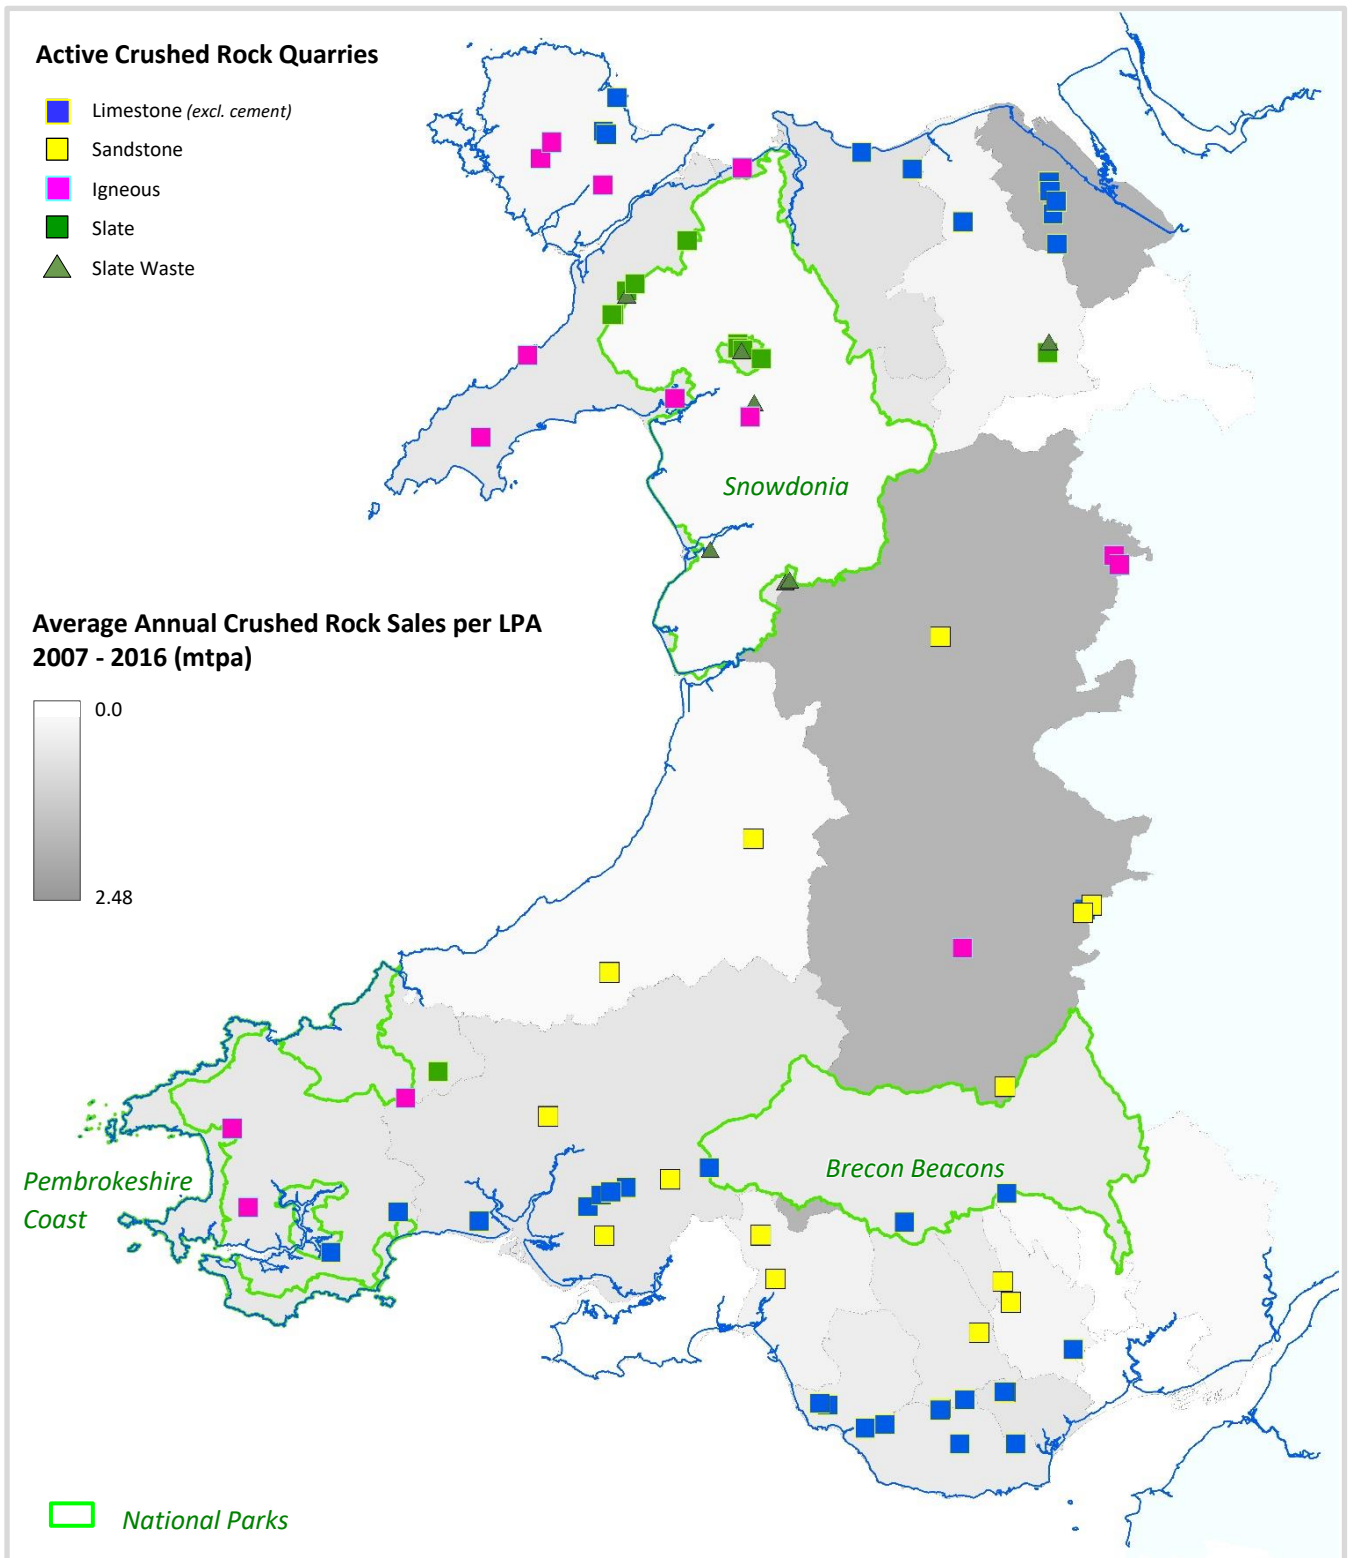 Active Crushed Rock Quarries
Limestone (excl. cement)
Sandstone
Igneous
Slate
Slate Waste
Snowdonia
Average Annual Crushed Rock Sales per LPA
2007 - 2016 (mtpa)
0.0
2.48
Pembrokeshire
Coast
Brecon Beacons
National Parks